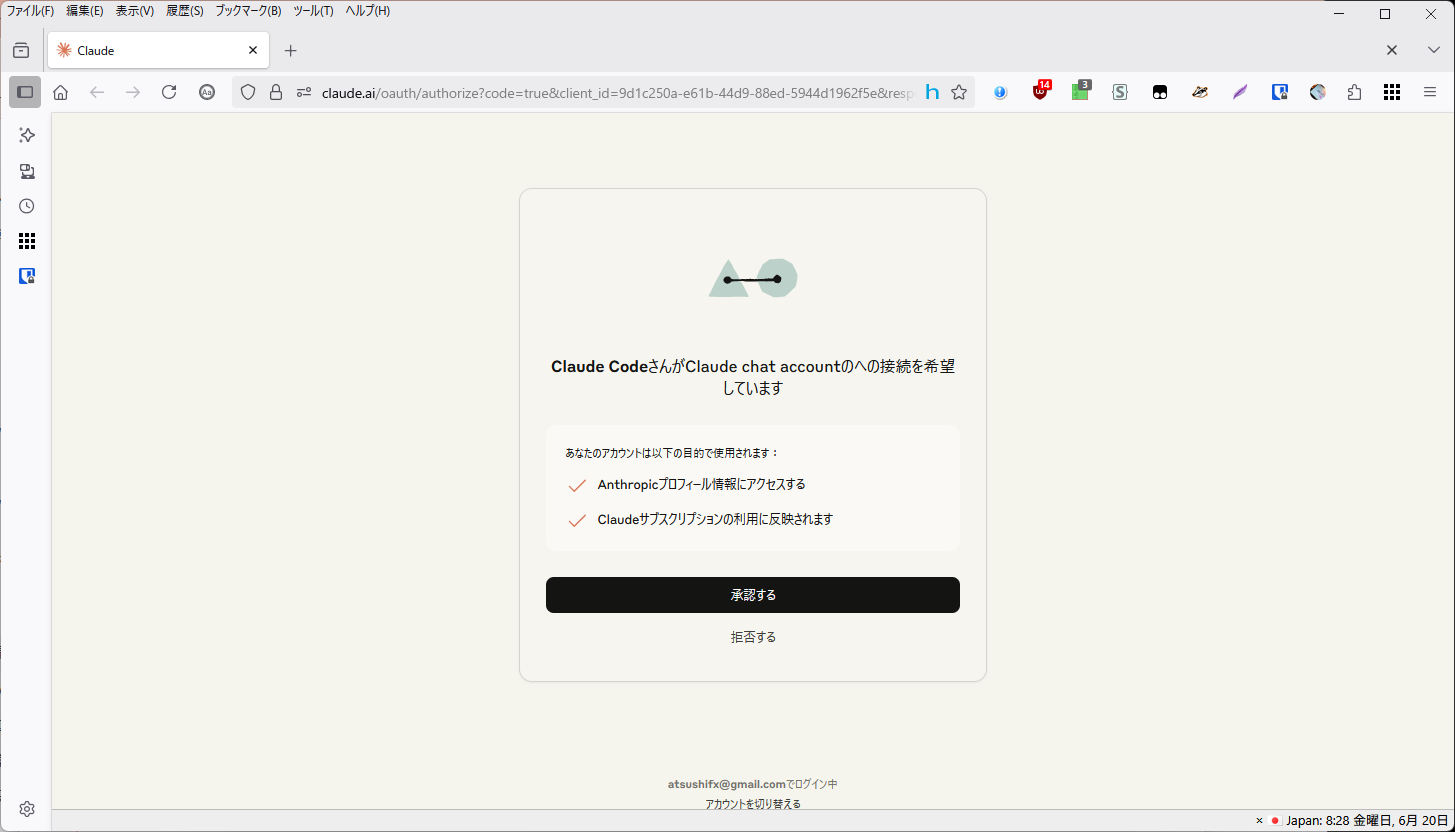 ファイル(F) 編集(E) 表示(V) 履歴(S) ブックマーク(B) ツール(T) ヘルプ(H)
Claude
claude.ai/oauth/authorize?code=true&client_id=9d1c250a-e61b-44d9-88ed-5944d1962f5e&resp
14
3
Claude CodeさんがClaude chat accountのへの接続を希望
しています
あなたのアカウントは以下の目的で使用されます：
Anthropicプロフィール情報にアクセスする
Claudeサブスクリプションの利用に反映されます
承認する
拒否する
atsushifx@gmail.comでログイン中
アカウントを切り替える
Japan: 8:28 金曜日, 6月 20日